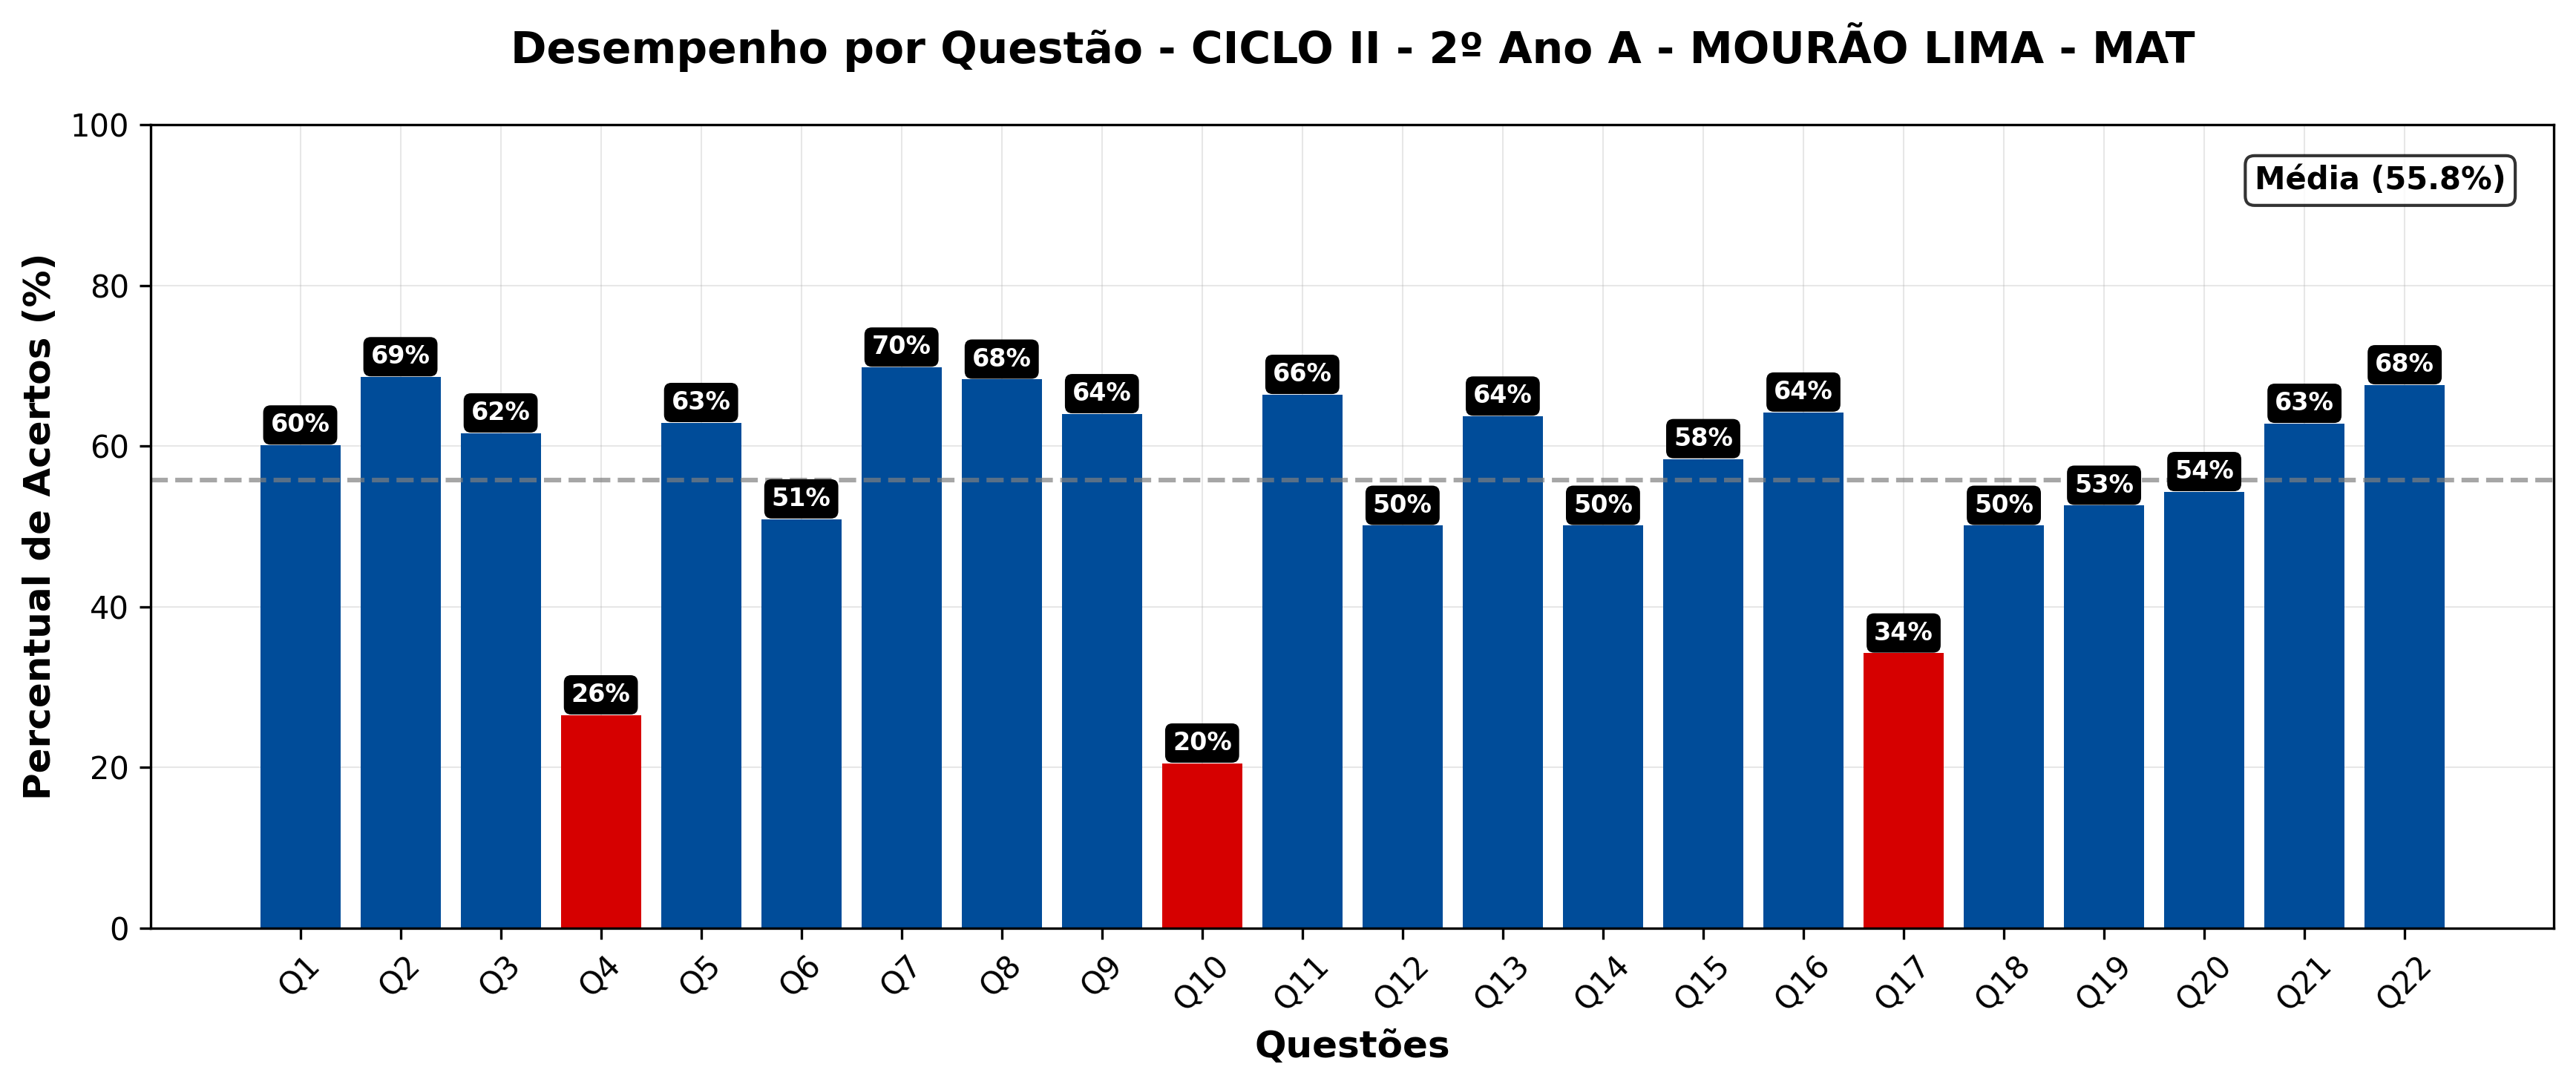 Desempenho por Questão - CICLO II - 2º Ano A - MOURÃO LIMA - MAT
Percentual de Acertos (%)
100
80
60
40
20
0
Média (55.8%)
60%
69%
62%
26%
63%
51%
70%
68%
64%
20%
66%
50%
64%
50%
58%
64%
34%
50%
53%
54%
63%
68%
Q1
Q2
Q3
Q4
Q5
Q6
Q7
Q8
Q9
Q10
Q11
Q12
Q13
Q14
Q15
Q16
Q17
Q18
Q19
Q20
Q21
Q22
Questões